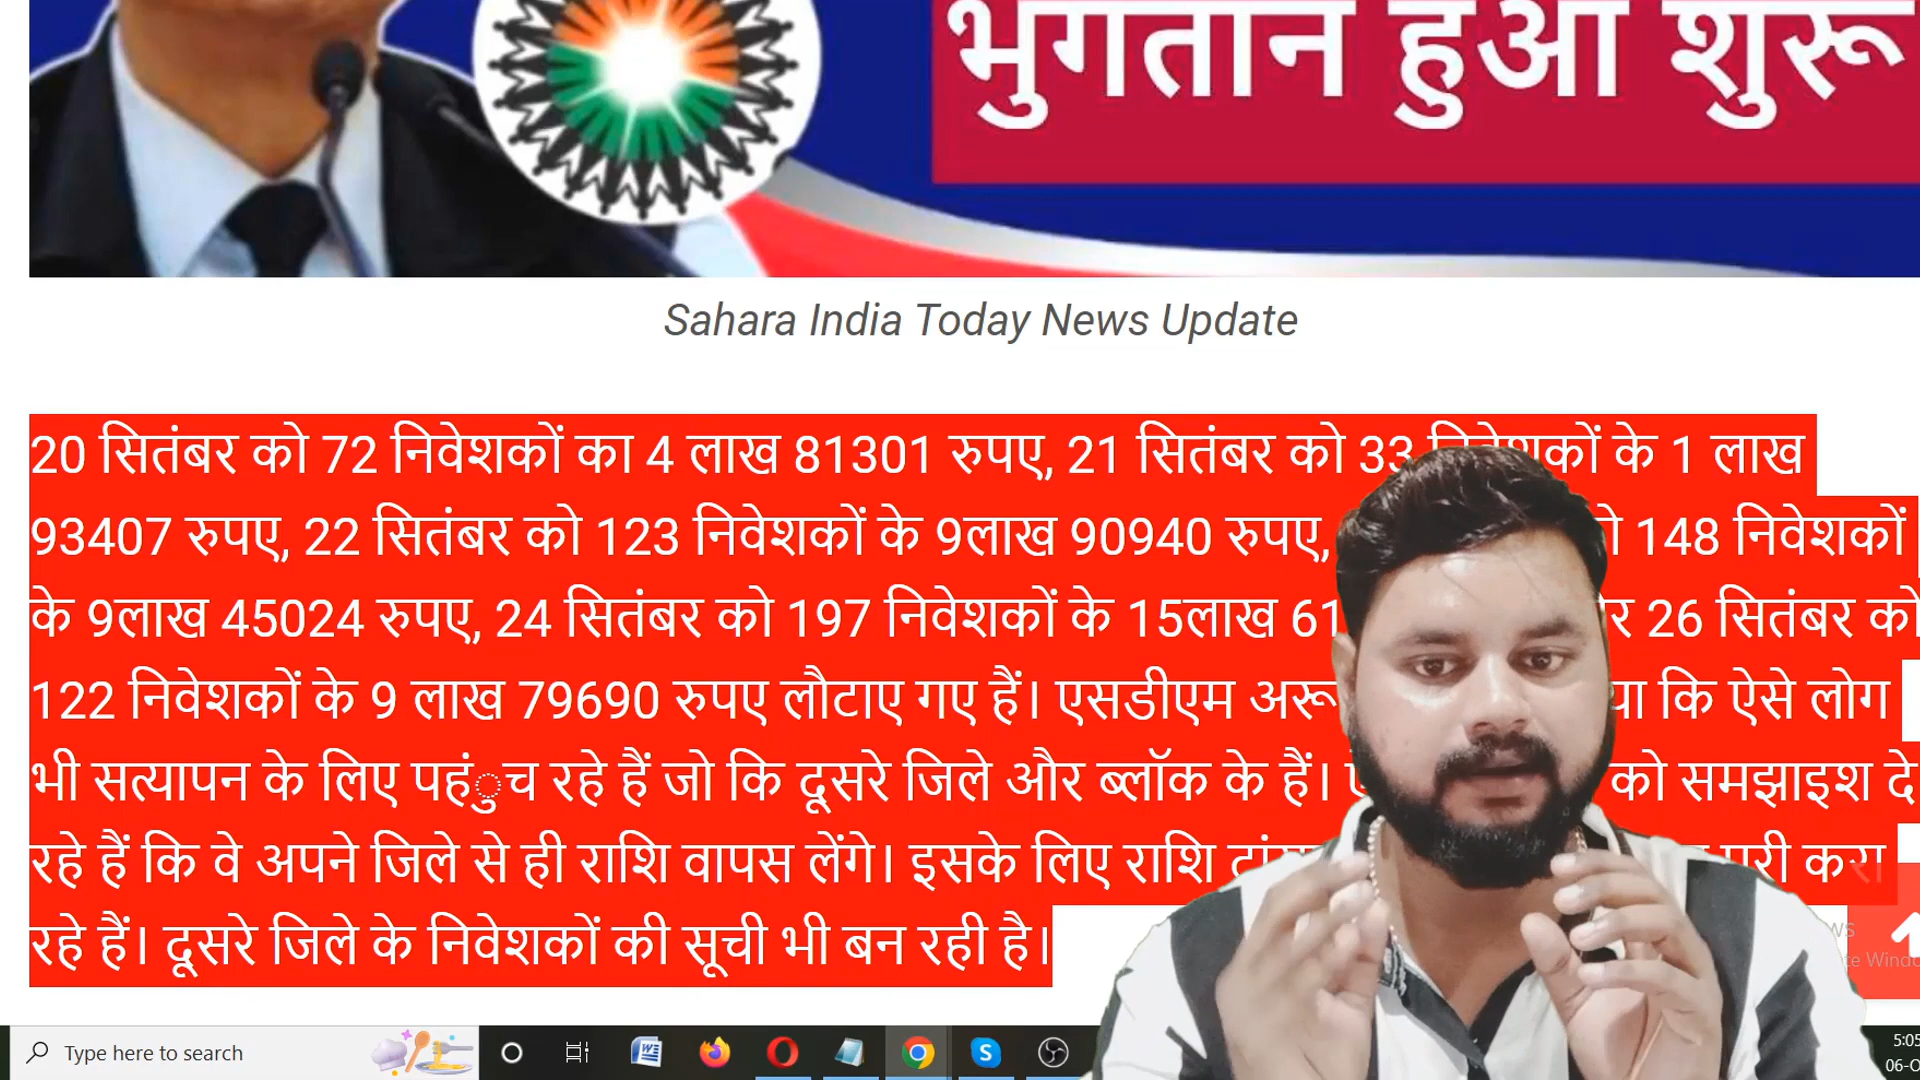 भुगतान हुआ शुरू
Sahara India Today News Update
20 सितंबर को 72 निवेशकों का 4 लाख 81301 रुपए, 21 सितंबर को 33 निवेशकों के 1 लाख
93407 रुपए, 22 सितंबर को 123 निवेशकों के 9लाख 90940 रुपए, 148 निवेशकों
के 9लाख 45024 रुपए, 24 सितंबर को 197 निवेशकों के 15लाख 26 सितंबर को
122 निवेशकों के 9 लाख 79690 रुपए लौटाए गए हैं। एसडीएम कि ऐसे लोग
भी सत्यापन के लिए पहंुच रहे हैं जो कि दूसरे जिले और ब्लॉक के हैं। को समझाइश दे
रहे हैं कि वे अपने जिले से ही राशि वापस लेंगे। इसके लिए राशि करा
रहे हैं। दूसरे जिले के निवेशकों की सूची भी बन रही है।
Type here to search